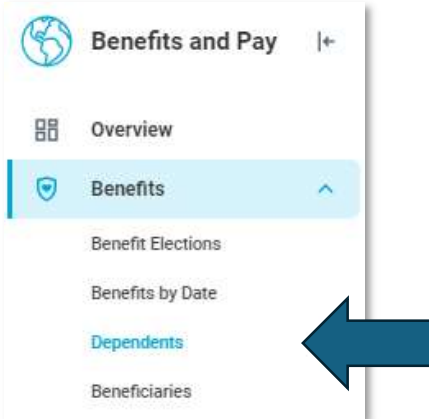 Benefits and Pay
Overview
Benefits
Benefit Elections
Benefits by Date
Dependents
Beneficiaries